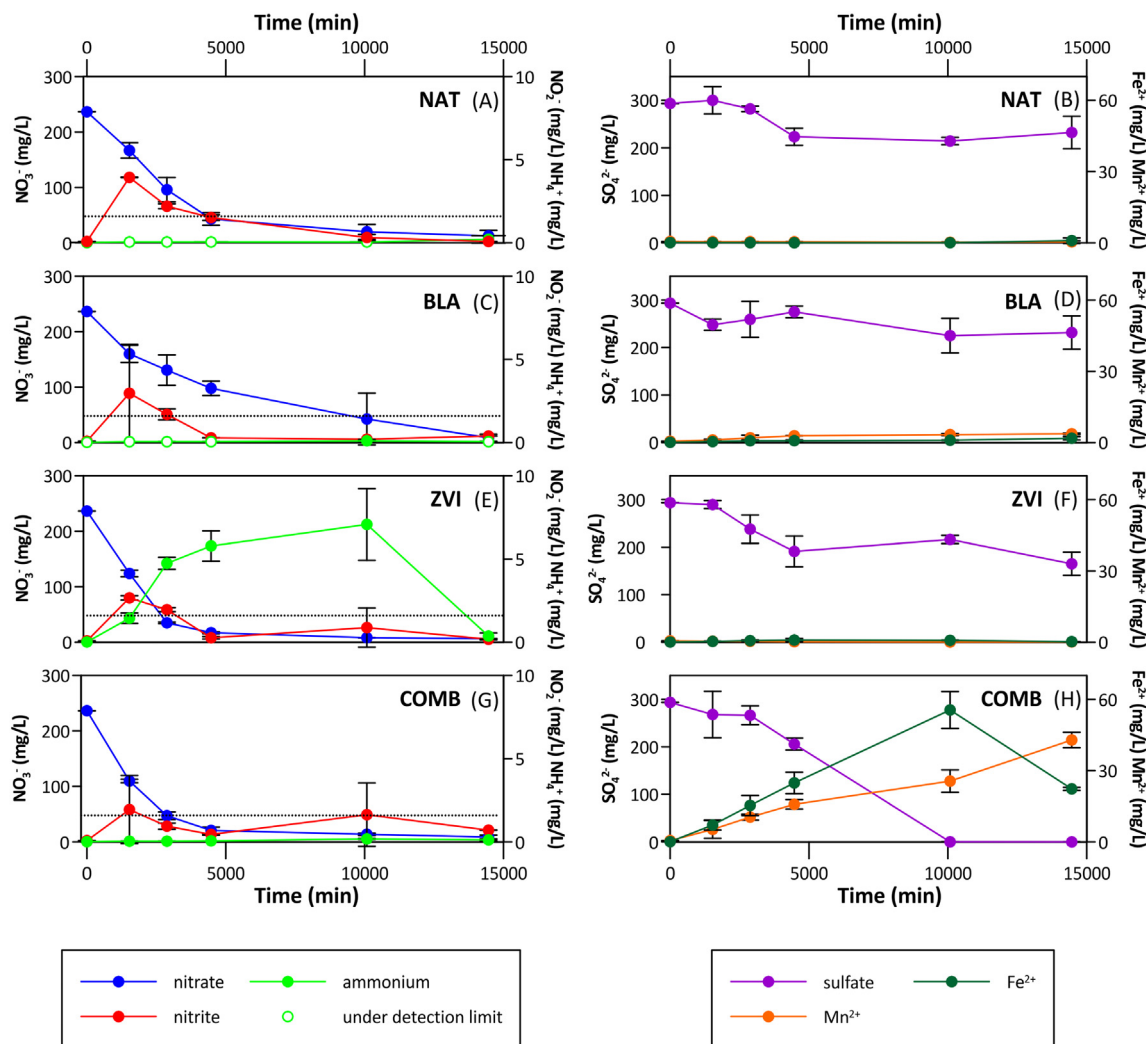 Time (min)
Time (min)
0 5000 10000 15000
0 5000 10000 15000
NAT (A)
300
200
100
0
NO₃⁻ (mg/L)
10
5
0
NO₂⁻ (mg/L) NH₄⁺ (mg/L)
NAT (B)
300
200
100
0
SO₄²⁻ (mg/L)
60
30
0
Fe²⁺ (mg/L) Mn²⁺ (mg/L)
BLA (C)
300
200
100
0
NO₃⁻ (mg/L)
10
5
0
NO₂⁻ (mg/L) NH₄⁺ (mg/L)
BLA (D)
300
200
100
0
SO₄²⁻ (mg/L)
60
30
0
Fe²⁺ (mg/L) Mn²⁺ (mg/L)
ZVI (E)
300
200
100
0
NO₃⁻ (mg/L)
10
5
0
NO₂⁻ (mg/L) NH₄⁺ (mg/L)
ZVI (F)
300
200
100
0
SO₄²⁻ (mg/L)
60
30
0
Fe²⁺ (mg/L) Mn²⁺ (mg/L)
COMB (G)
300
200
100
0
NO₃⁻ (mg/L)
10
5
0
NO₂⁻ (mg/L) NH₄⁺ (mg/L)
COMB (H)
300
200
100
0
SO₄²⁻ (mg/L)
60
30
0
Fe²⁺ (mg/L) Mn²⁺ (mg/L)
0 5000 10000 15000
0 5000 10000 15000
Time (min)
Time (min)
nitrate
ammonium
nitrite
under detection limit
sulfate
Fe²⁺
Mn²⁺